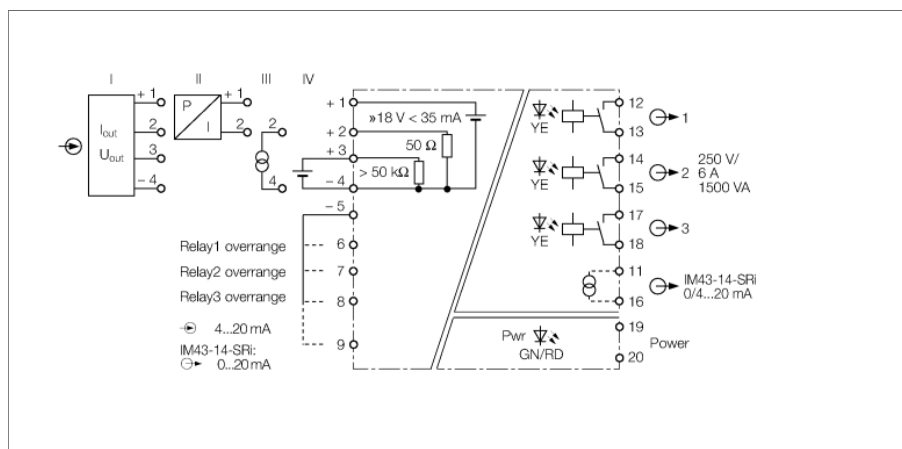 I II III IV
+ 1
2
3
– 4
Iout
Uout
P
I
+ 1
2
2
4
+ 1
+ 2
+ 3
– 4
– 5
6
7
8
9
»18 V < 35 mA
50 Ω
> 50 kΩ
Relay1 overrange
Relay2 overrange
Relay3 overrange
4...20 mA
IM43-14-SRi:
0...20 mA
YE
12
13
1
YE
14
15
2
250 V/
6 A
1500 VA
YE
17
18
3
11
16
IM43-14-SRi
0/4...20 mA
Pwr
GN/RD
19
20
Power